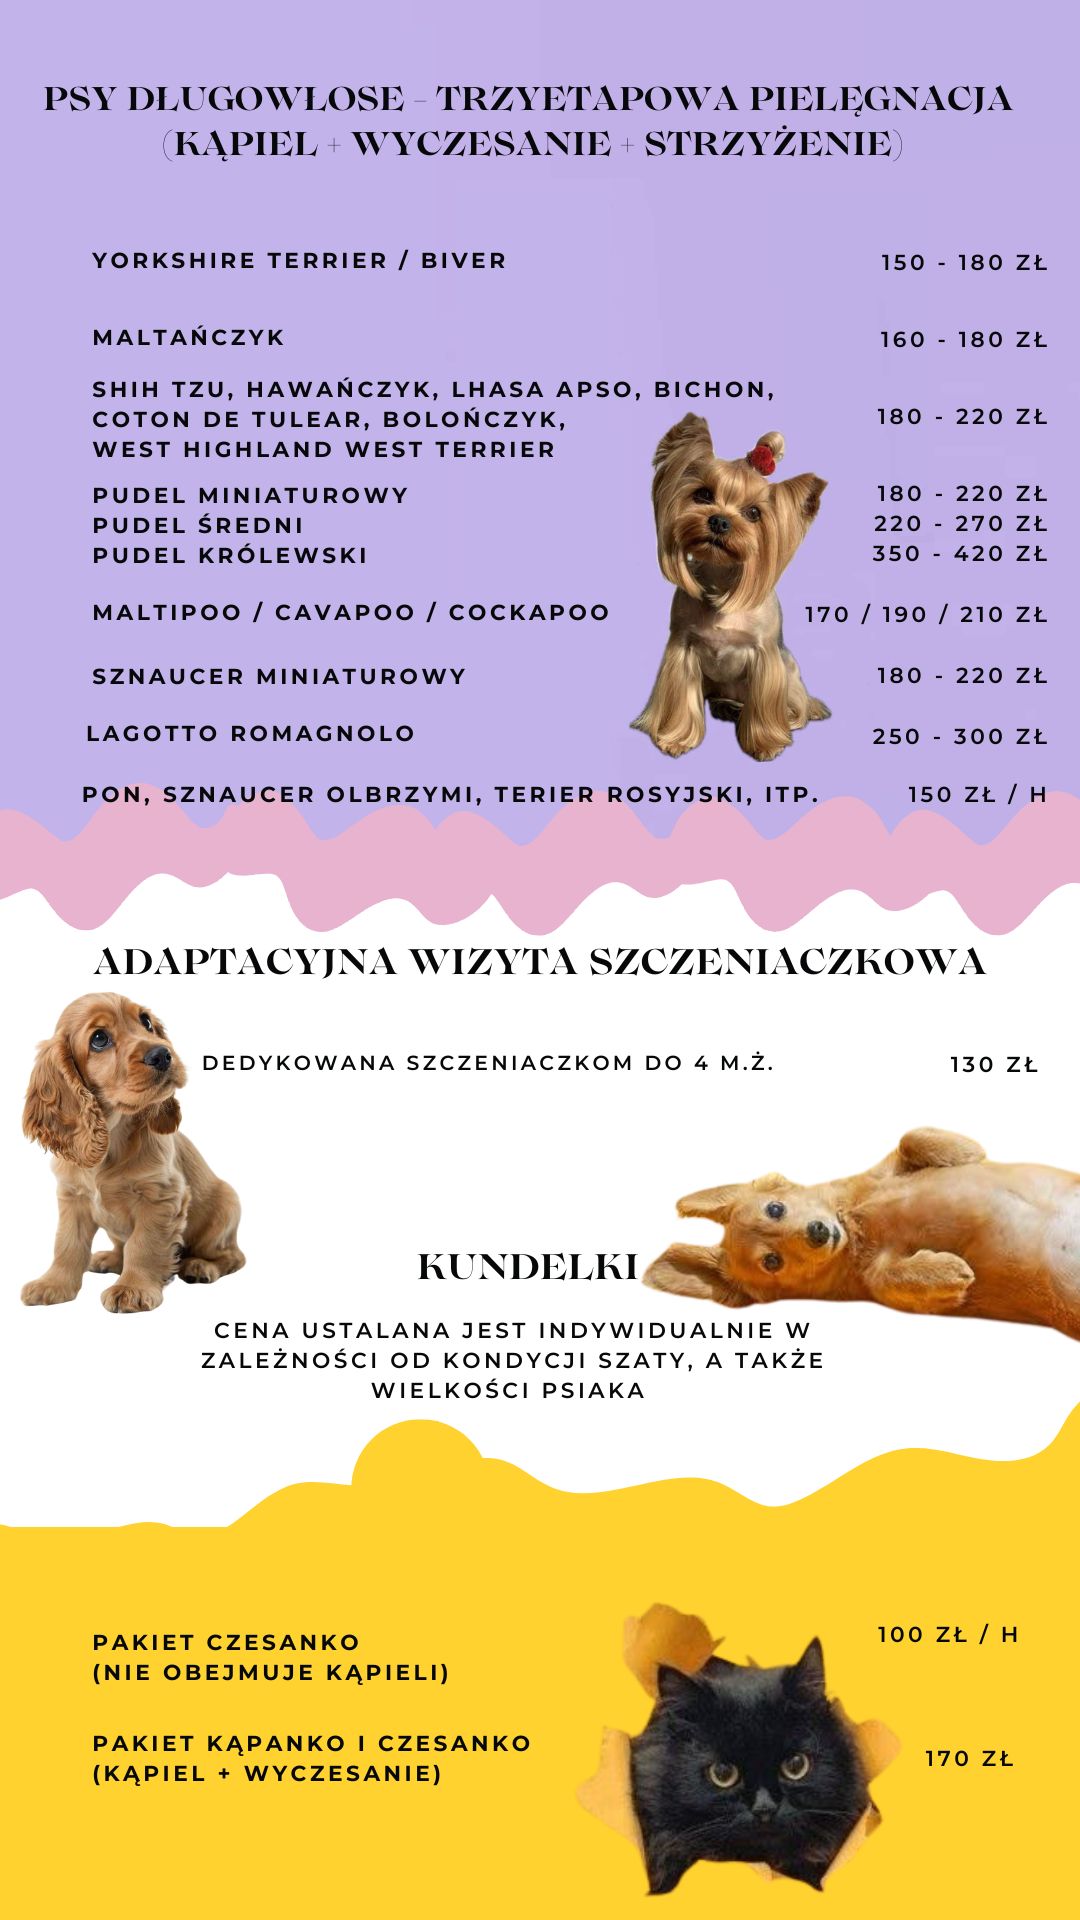 PSY DŁUGOWŁOSE - TRZYETAPOWA PIELĘGNACJA
(KĄPIEL + WYCZESANIE + STRZYŻENIE)
YORKSHIRE TERRIER / BIVER 150 - 180 ZŁ
MALTAŃCZYK 160 - 180 ZŁ
SHIH TZU, HAWAŃCZYK, LHASA APSO, BICHON,
COTON DE TULEAR, BOLOŃCZYK, 180 - 220 ZŁ
WEST HIGHLAND WEST TERRIER
PUDEL MINIATUROWY 180 - 220 ZŁ
PUDEL ŚREDNI 220 - 270 ZŁ
PUDEL KRÓLEWSKI 350 - 420 ZŁ
MALTIPOO / CAVAPOO / COCKAPOO 170 / 190 / 210 ZŁ
SZNAUCER MINIATUROWY 180 - 220 ZŁ
LAGOTTO ROMAGNOLO 250 - 300 ZŁ
PON, SZNAUCER OLBRZYMI, TERIER ROSYJSKI, ITP. 150 ZŁ / H
ADAPTACYJNA WIZYTA SZCZENIACZKOWA
DEDYKOWANA SZCZENIACZKOM DO 4 M.Ż. 130 ZŁ
KUNDELKI
CENA USTALANA JEST INDYWIDUALNIE W
ZALEŻNOŚCI OD KONDYCJI SZATY, A TAKŻE
WIELKOŚCI PSIAKA
PAKIET CZESANKO 100 ZŁ / H
(NIE OBEJMUJE KĄPIELI)
PAKIET KĄPANKO I CZESANKO 170 ZŁ
(KĄPIEL + WYCZESANIE)